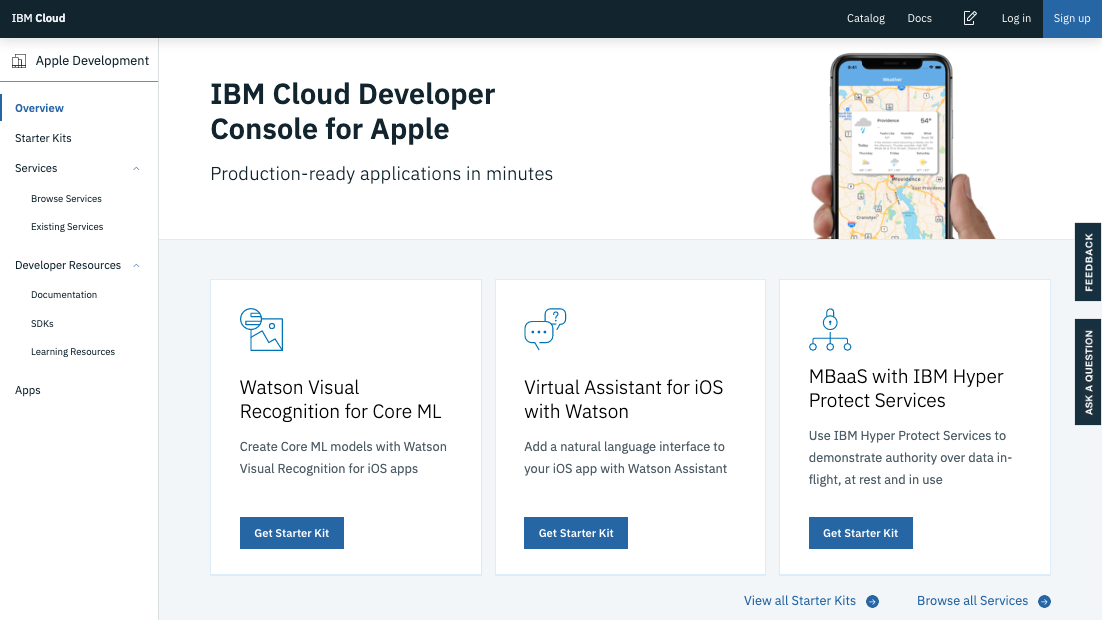 IBM Cloud
Catalog
Docs
Log in
Sign up
Apple Development
Overview
Starter Kits
Services
Browse Services
Existing Services
Developer Resources
Documentation
SDKs
Learning Resources
Apps
IBM Cloud Developer
Console for Apple
Production-ready applications in minutes
9:41
Weather
Providence
54°
Today
Providence
East Providence
Cranston
FEEDBACK
ASK A QUESTION
Watson Visual
Recognition for Core ML
Create Core ML models with Watson
Visual Recognition for iOS apps
Get Starter Kit
Virtual Assistant for iOS
with Watson
Add a natural language interface to
your iOS app with Watson Assistant
Get Starter Kit
MBaaS with IBM Hyper
Protect Services
Use IBM Hyper Protect Services to
demonstrate authority over data in-
flight, at rest and in use
Get Starter Kit
View all Starter Kits
Browse all Services